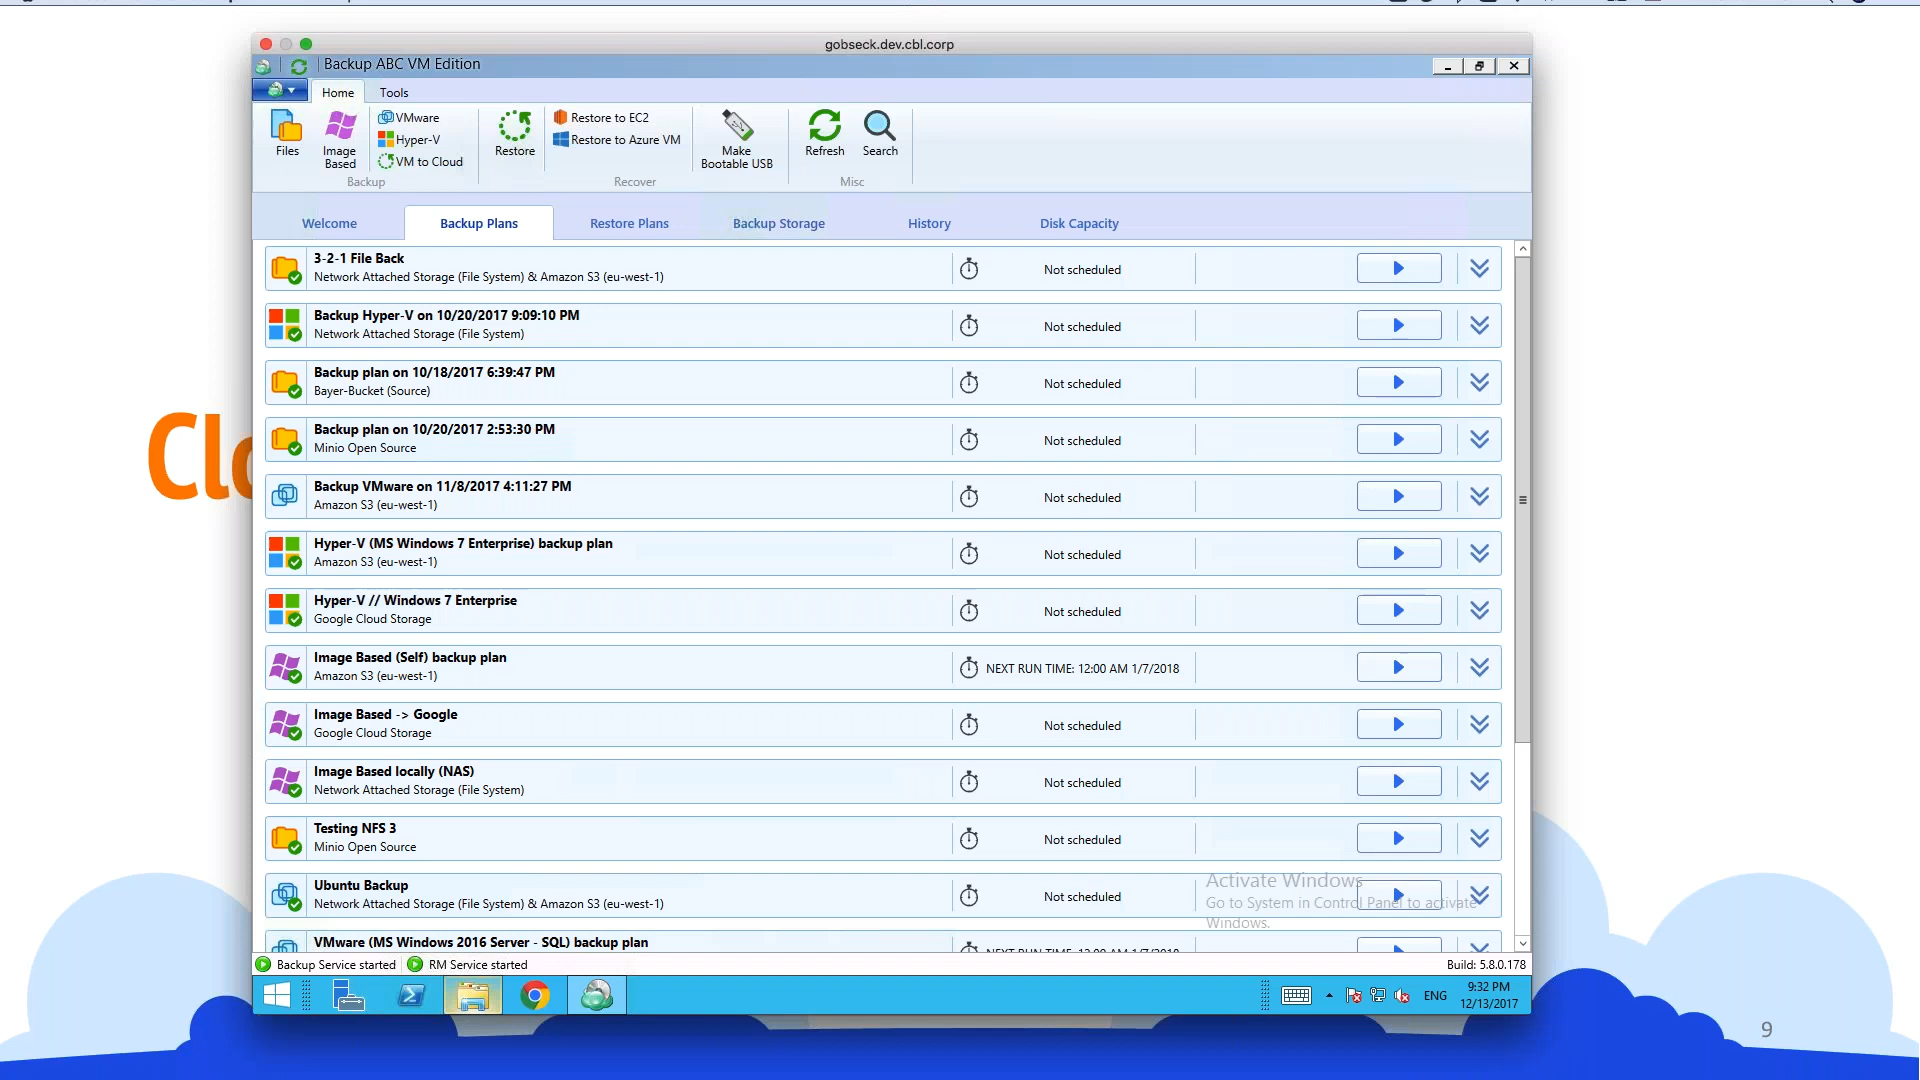 gobseck.dev.cbl.corp
Backup ABC VM Edition
Home Tools
Files
Image Based
VMware
Hyper-V
VM to Cloud
Backup
Restore
Restore to EC2
Restore to Azure VM
Recover
Make Bootable USB
Refresh
Search
Misc
Welcome Backup Plans Restore Plans Backup Storage History Disk Capacity
3-2-1 File Back
Network Attached Storage (File System) & Amazon S3 (eu-west-1)
Not scheduled
Backup Hyper-V on 10/20/2017 9:09:10 PM
Network Attached Storage (File System)
Not scheduled
Backup plan on 10/18/2017 6:39:47 PM
Bayer-Bucket (Source)
Not scheduled
Backup plan on 10/20/2017 2:53:30 PM
Minio Open Source
Not scheduled
Backup VMware on 11/8/2017 4:11:27 PM
Amazon S3 (eu-west-1)
Not scheduled
Hyper-V (MS Windows 7 Enterprise) backup plan
Amazon S3 (eu-west-1)
Not scheduled
Hyper-V // Windows 7 Enterprise
Google Cloud Storage
Not scheduled
Image Based (Self) backup plan
Amazon S3 (eu-west-1)
NEXT RUN TIME: 12:00 AM 1/7/2018
Image Based -> Google
Google Cloud Storage
Not scheduled
Image Based locally (NAS)
Network Attached Storage (File System)
Not scheduled
Testing NFS 3
Minio Open Source
Not scheduled
Ubuntu Backup
Network Attached Storage (File System) & Amazon S3 (eu-west-1)
Not scheduled
Activate Windows
Go to System in Control Panel to activate
Windows.
VMware (MS Windows 2016 Server - SQL) backup plan
NEXT RUN TIME: 12:00 AM 1/7/2018
Backup Service started RM Service started
Build: 5.8.0.178
ENG
9:32 PM
12/13/2017
Clo
9